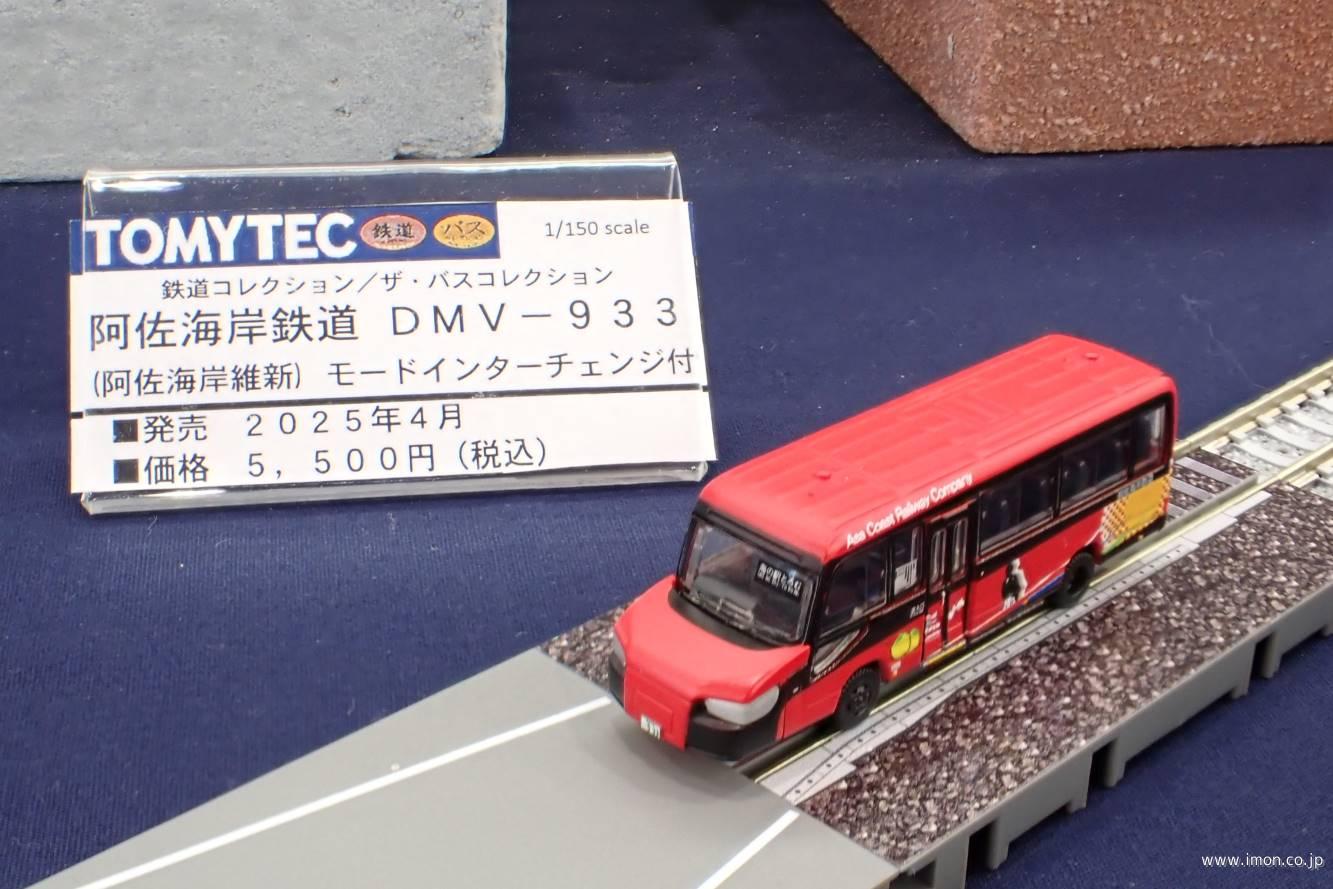 TOMYTEC 鉄道 バス 1/150 scale
鉄道コレクション／ザ・バスコレクション
阿佐海岸鉄道 ＤＭＶ－９３３
(阿佐海岸維新) モードインターチェンジ付
■発売 ２０２５年４月
■価格 ５，５００円（税込）
Asa Coast Railway Company
www.imon.co.jp